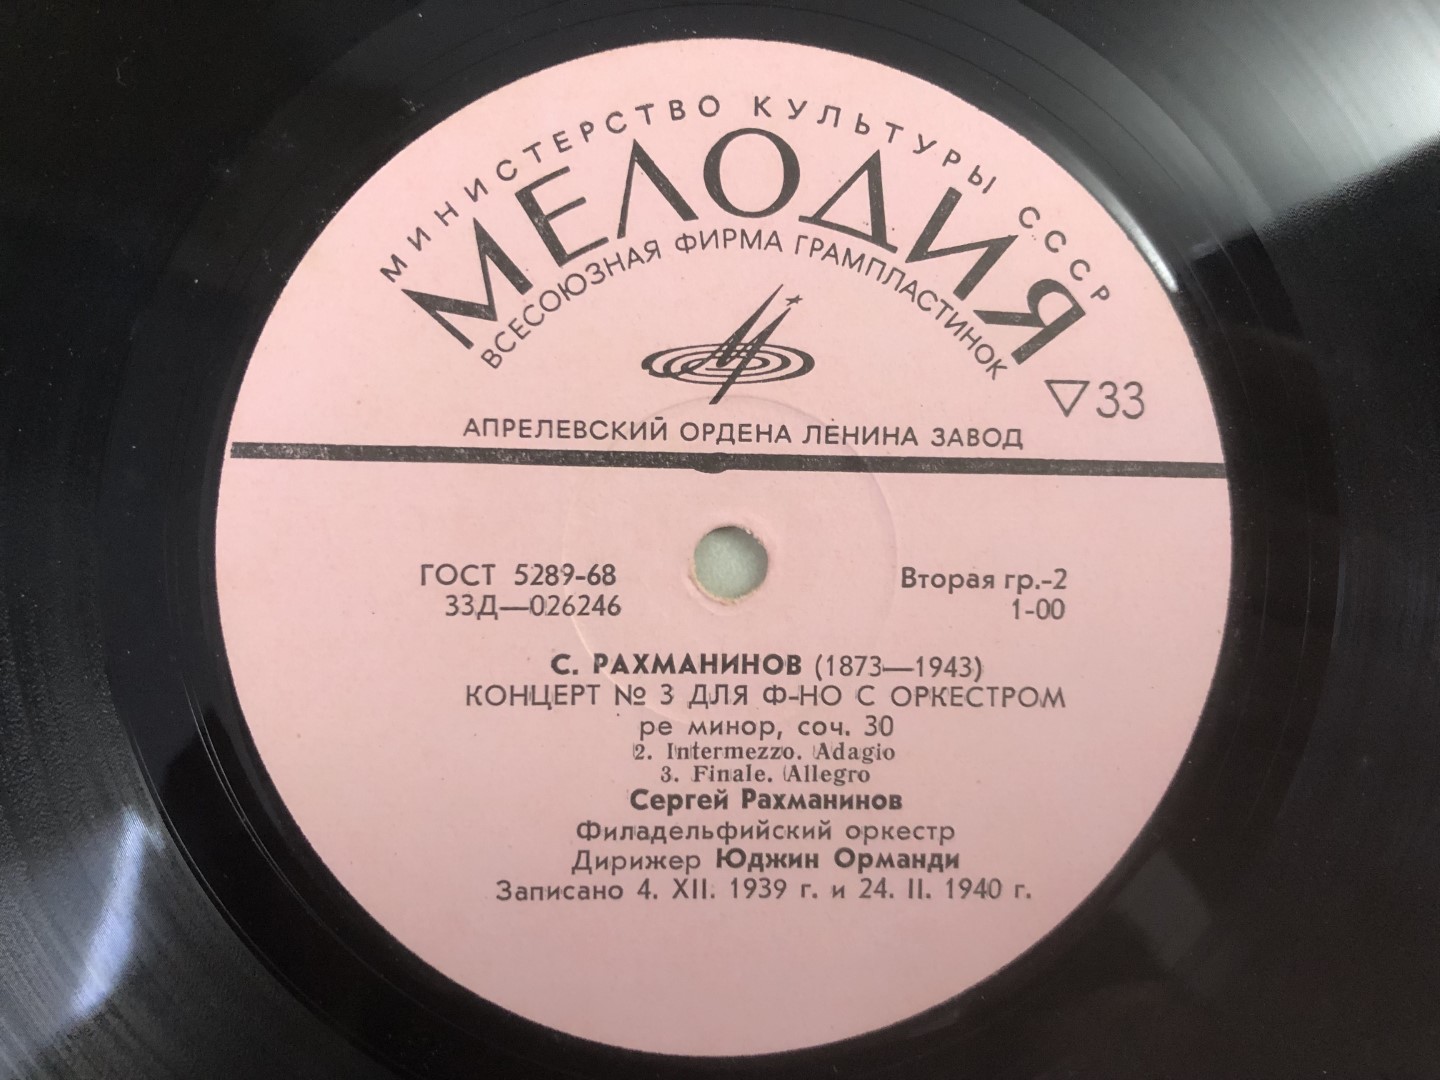 МИНИСТЕРСТВО КУЛЬТУРЫ СССР
МЕЛОДИЯ
ВСЕСОЮЗНАЯ ФИРМА ГРАМПЛАСТИНОК
33
АПРЕЛЕВСКИЙ ОРДЕНА ЛЕНИНА ЗАВОД
ГОСТ 5289-68
33Д—026246
Вторая гр.-2
1-00
С. РАХМАНИНОВ (1873—1943)
КОНЦЕРТ № 3 ДЛЯ Ф-НО С ОРКЕСТРОМ
ре минор, соч. 30
2. Intermezzo. Adagio
3. Finale. Allegro
Сергей Рахманинов
Филадельфийский оркестр
Дирижер Юджин Орманди
Записано 4. XII. 1939 г. и 24. II. 1940 г.